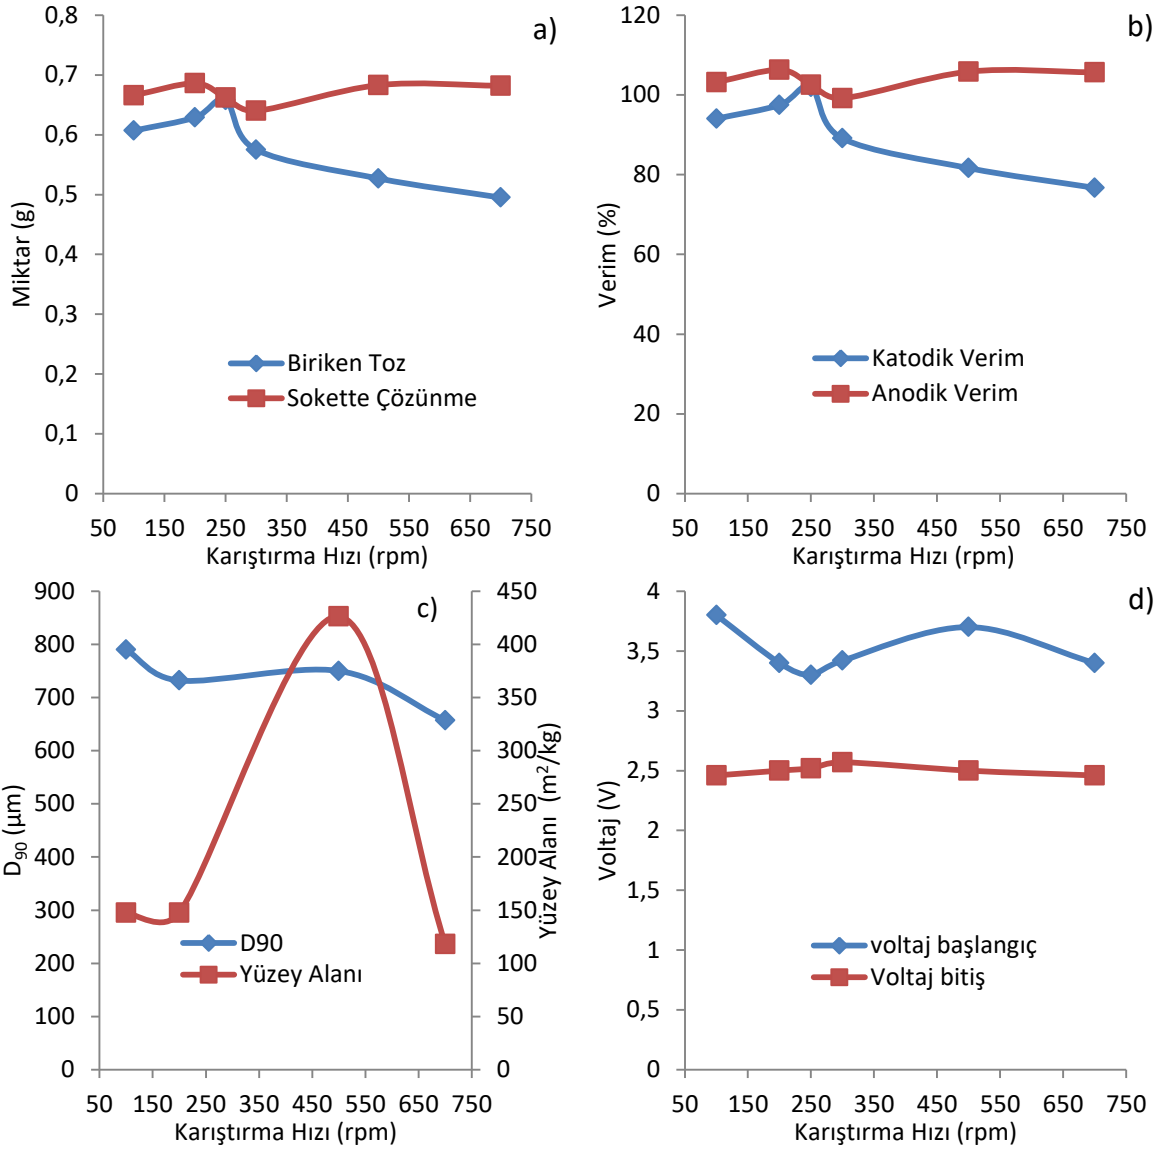 a)
0,8
0,7
0,6
0,5
0,4
0,3
0,2
0,1
0
Miktar (g)
Biriken Toz
Sokette Çözünme
50 150 250 350 450 550 650 750
Karıştırma Hızı (rpm)
b)
120
100
80
60
40
20
0
Verim (%)
Katodik Verim
Anodik Verim
50 150 250 350 450 550 650 750
Karıştırma Hızı (rpm)
c)
900
800
700
600
500
400
300
200
100
0
D90 (µm)
450
400
350
300
250
200
150
100
50
0
Yüzey Alanı (m²/kg)
D90
Yüzey Alanı
50 150 250 350 450 550 650 750
Karıştırma Hızı (rpm)
d)
4
3,5
3
2,5
2
1,5
1
0,5
0
Voltaj (V)
voltaj başlangıç
Voltaj bitiş
50 150 250 350 450 550 650 750
Karıştırma Hızı (rpm)